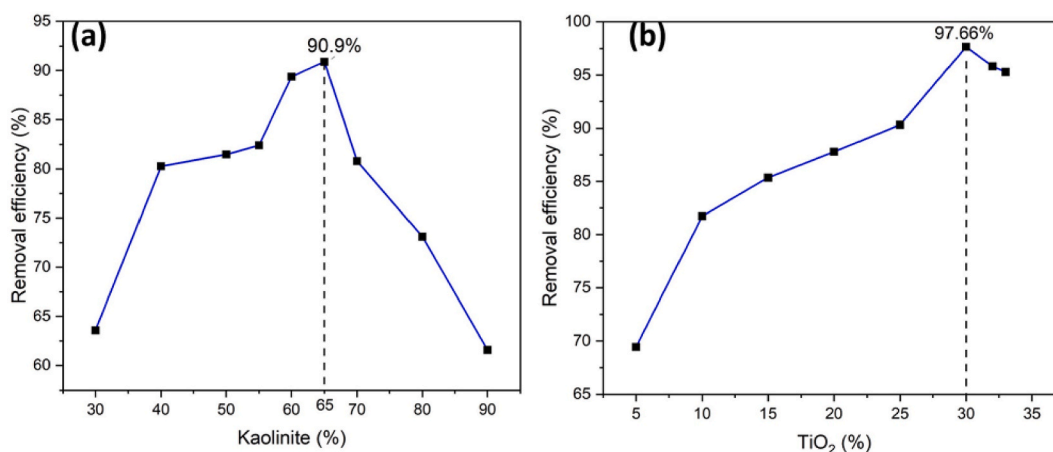 (a)
90.9%
95
90
85
80
75
70
65
60
Removal efficiency (%)
30 40 50 60 65 70 80 90
Kaolinite (%)
(b)
97.66%
100
95
90
85
80
75
70
65
Removal efficiency (%)
5 10 15 20 25 30 35
TiO₂ (%)